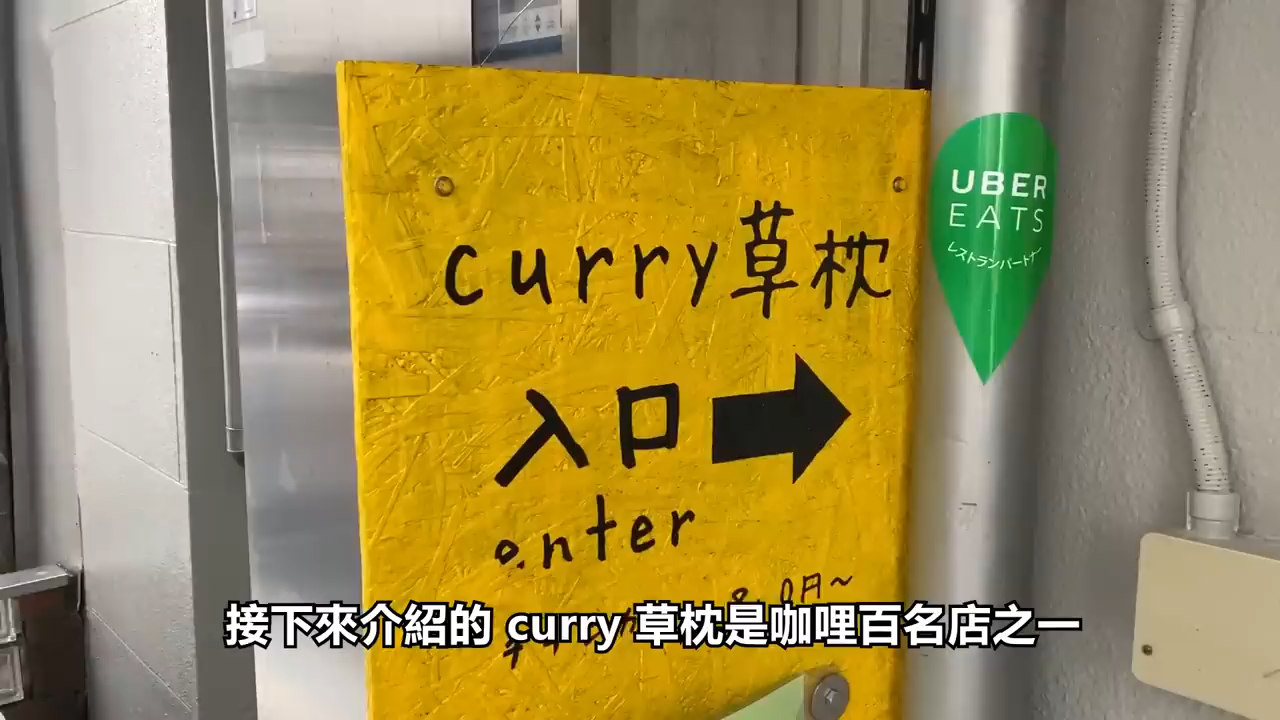 curry草枕
入口
enter
UBER
EATS
レストランパートナー
接下來介紹的 curry 草枕是咖哩百名店之一